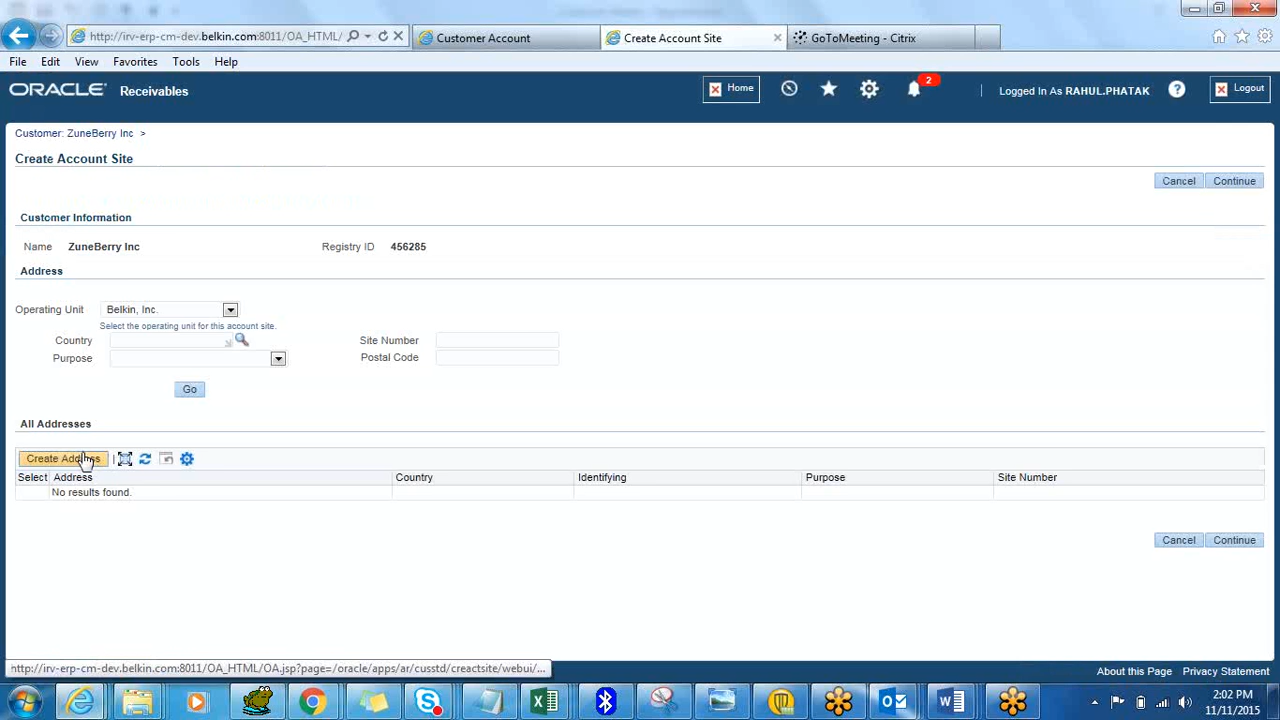 http://irv-erp-cm-dev.belkin.com:8011/OA_HTML/
Customer Account
Create Account Site
GoToMeeting - Citrix
File Edit View Favorites Tools Help
ORACLE Receivables
Home
2
Logged In As RAHUL.PHATAK
?
Logout
Customer: ZuneBerry Inc >
Create Account Site
Cancel Continue
Customer Information
Name ZuneBerry Inc Registry ID 456285
Address
Operating Unit Belkin, Inc.
Select the operating unit for this account site.
Country Site Number
Purpose Postal Code
Go
All Addresses
Create Address
Select Address Country Identifying Purpose Site Number
No results found.
Cancel Continue
http://irv-erp-cm-dev.belkin.com:8011/OA_HTML/OA.jsp?page=/oracle/apps/ar/cusstd/creactsite/webui/...
About this Page Privacy Statement
2:02 PM
11/11/2015